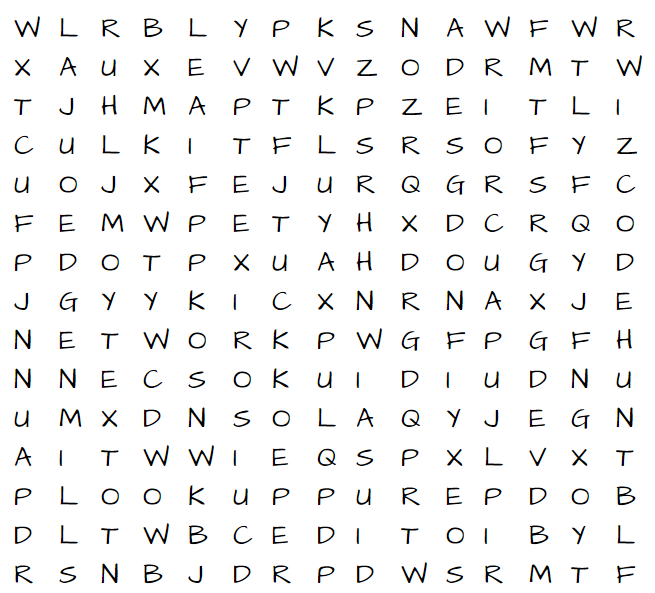 W L R B L Y P K S N A W F W R
X A U X E V W V Z O D R M T W
T J H M A P T K P Z E I T L I
C U L K I T F L S R S O F Y Z
U O J X F E J U R Q G R S F C
F E M W P E T Y H X D C R Q O
P D O T P X U A H D O U G Y D
J G Y Y K I C X N R N A X J E
N E T W O R K P W G F P G F H
N N E C S O K U I D I U D N U
U M X D N S O L A Q Y J E G N
A I T W W I E Q S P X L V X T
P L O O K U P P U R E P D O B
D L T W B C E D I T O I B Y L
R S N B J D R P D W S R M T F